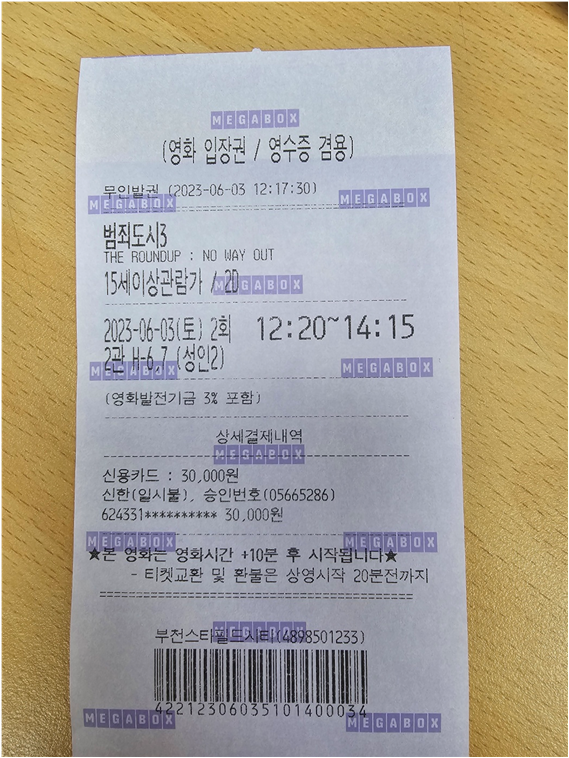 MEGABOX
(영화 입장권 / 영수증 겸용)
무인발권 (2023-06-03 12:17:30)
MEGABOX MEGABOX
범죄도시3
THE ROUNDUP : NO WAY OUT
15세이상관람가 / 2D
MEGABOX
2023-06-03(토) 2회 12:20~14:15
2관 H-6,7 (성인2)
MEGABOX MEGABOX
(영화발전기금 3% 포함)
상세결제내역
MEGABOX
신용카드 : 30,000원
신한(일시불), 승인번호(05665286)
624331********** 30,000원
MEGABOX MEGABOX
★본 영화는 영화시간 +10분 후 시작됩니다★
- 티켓교환 및 환불은 상영시작 20분전까지
MEGABOX
부천스타필드시티(4898501233)
42212306035101400034
MEGABOX MEGABOX